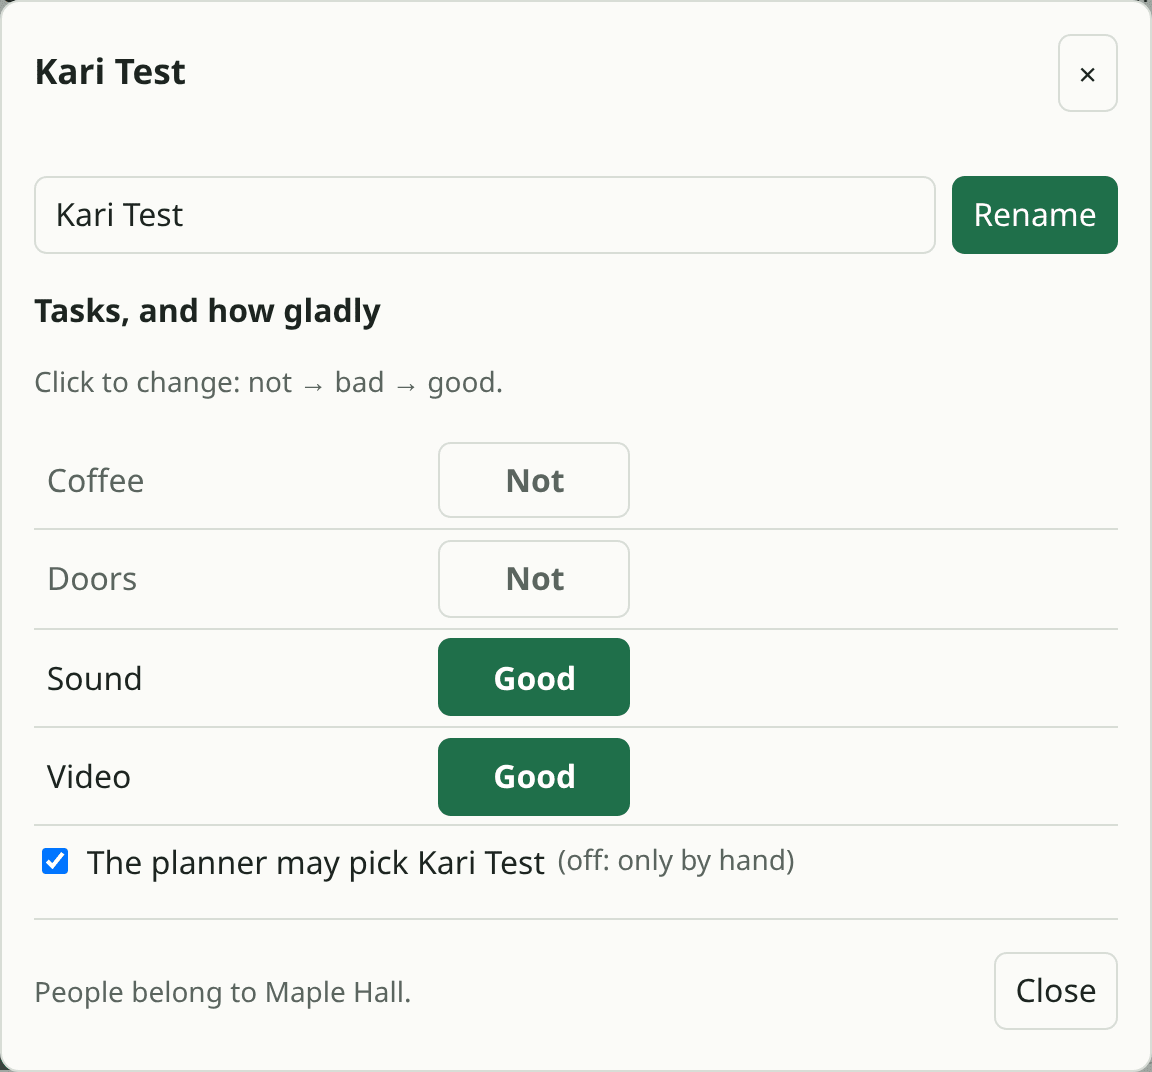 Kari Test
×
Kari Test
Rename
Tasks, and how gladly
Click to change: not → bad → good.
Coffee
Not
Doors
Not
Sound
Good
Video
Good
The planner may pick Kari Test (off: only by hand)
People belong to Maple Hall.
Close